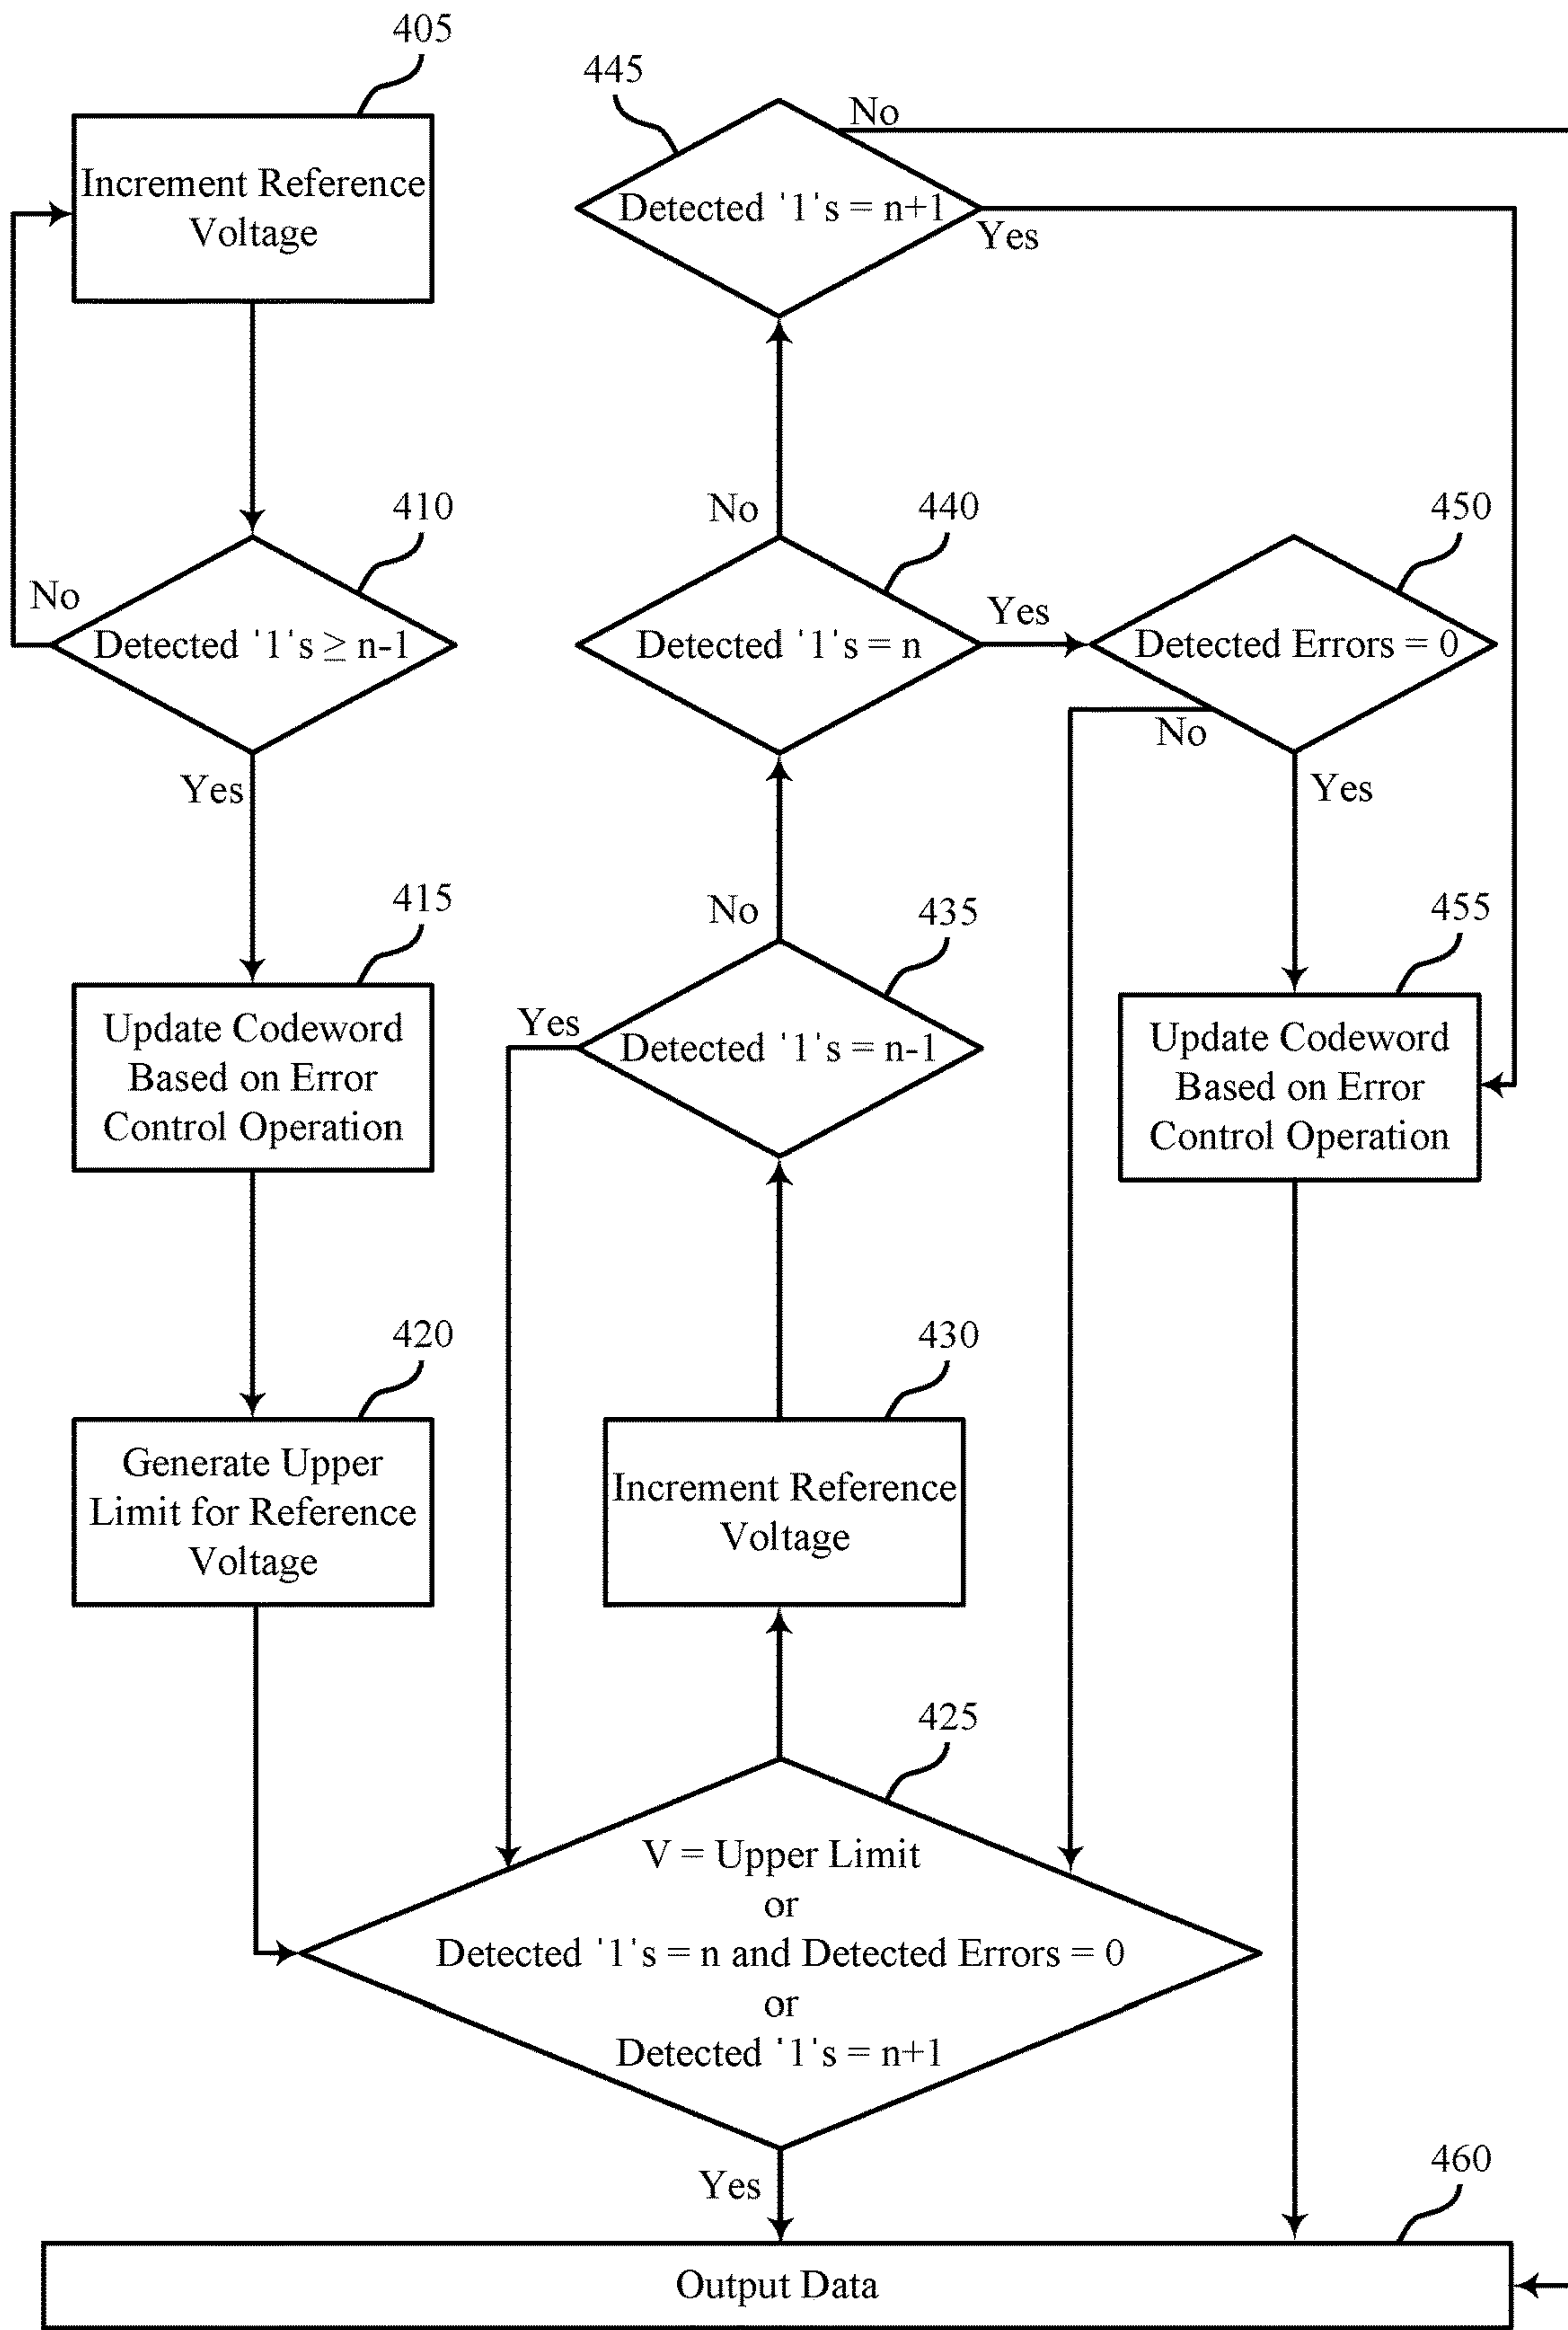 405
Increment Reference
Voltage
410
No
Detected '1's ≥ n-1
Yes
415
Update Codeword
Based on Error
Control Operation
420
Generate Upper
Limit for Reference
Voltage
425
V = Upper Limit
or
Detected '1's = n and Detected Errors = 0
or
Detected '1's = n+1
Yes
430
Increment Reference
Voltage
435
Yes
Detected '1's = n-1
No
440
Detected '1's = n
Yes
No
445
No
Detected '1's = n+1
Yes
450
Detected Errors = 0
No
Yes
455
Update Codeword
Based on Error
Control Operation
460
Output Data